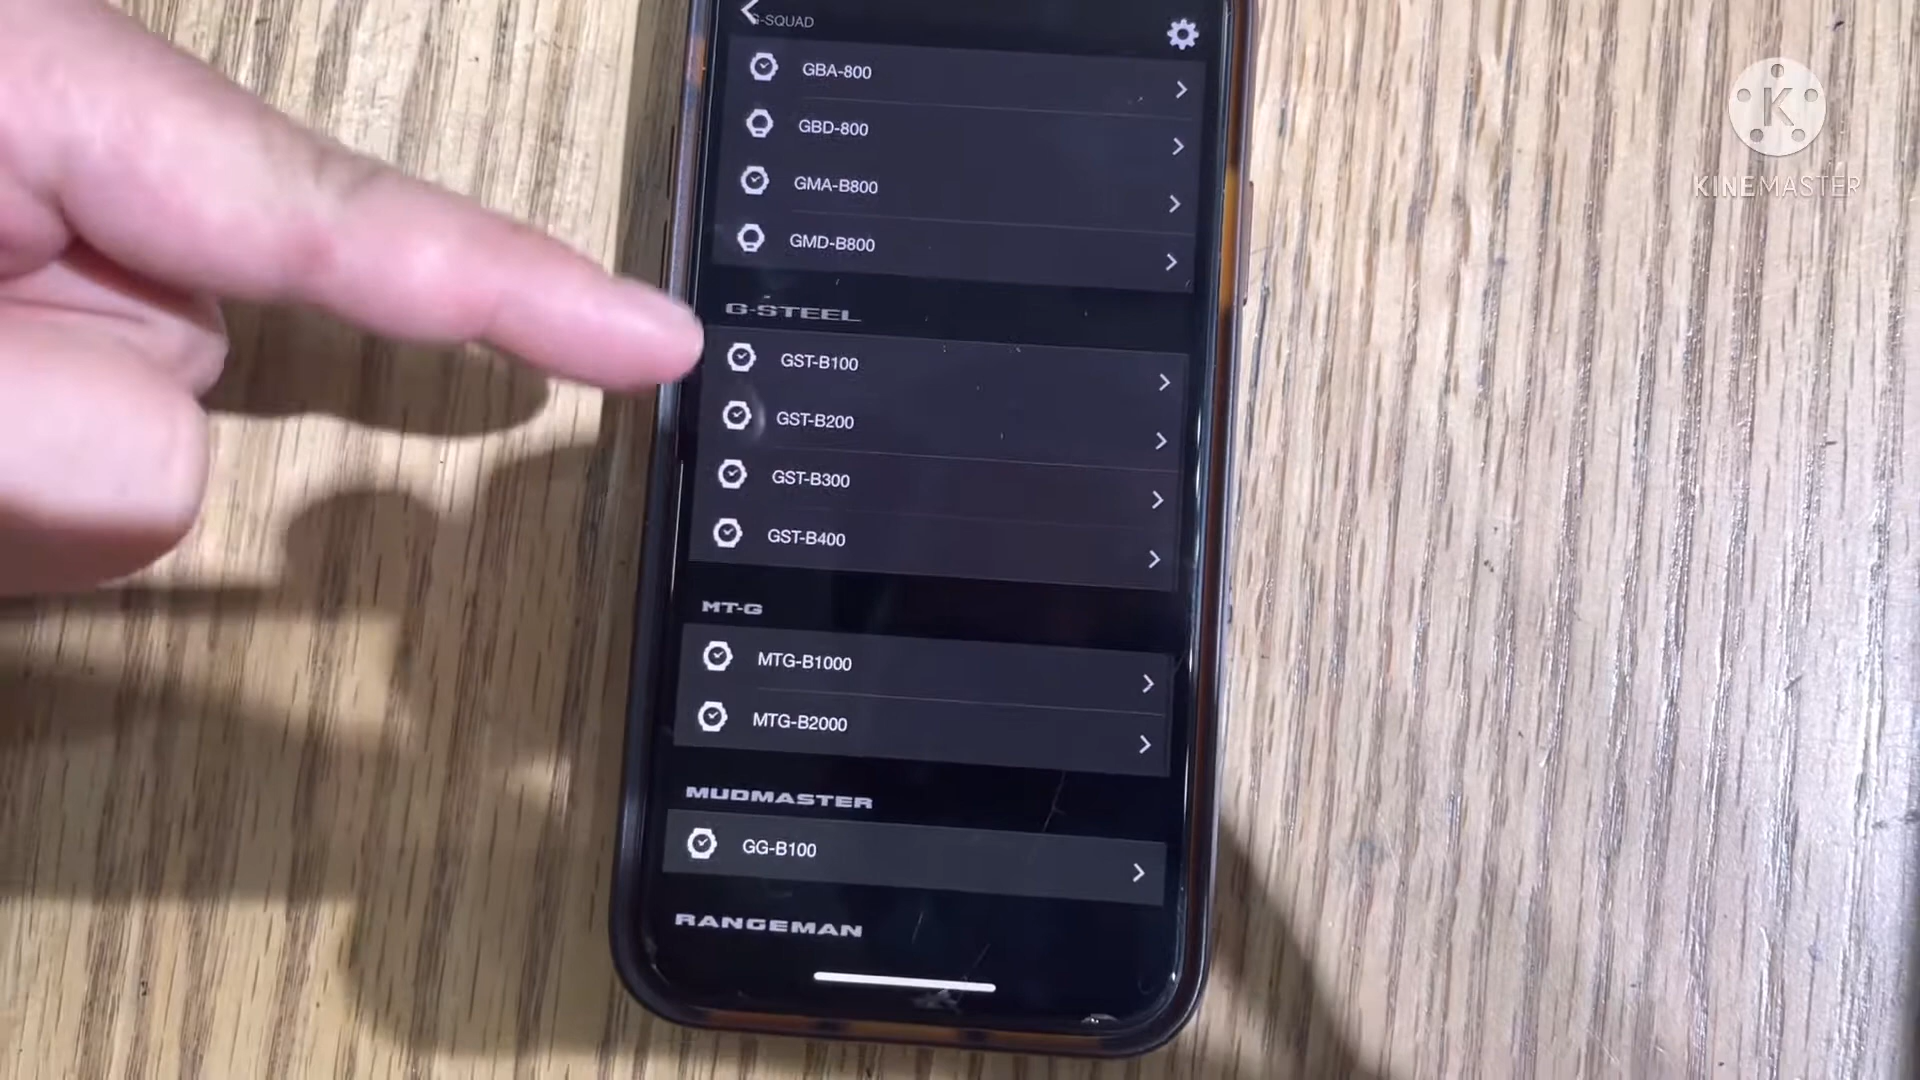 G-SQUAD
GBA-800
GBD-800
GMA-B800
GMD-B800
G-STEEL
GST-B100
GST-B200
GST-B300
GST-B400
MT-G
MTG-B1000
MTG-B2000
MUDMASTER
GG-B100
RANGEMAN
K
KINEMASTER